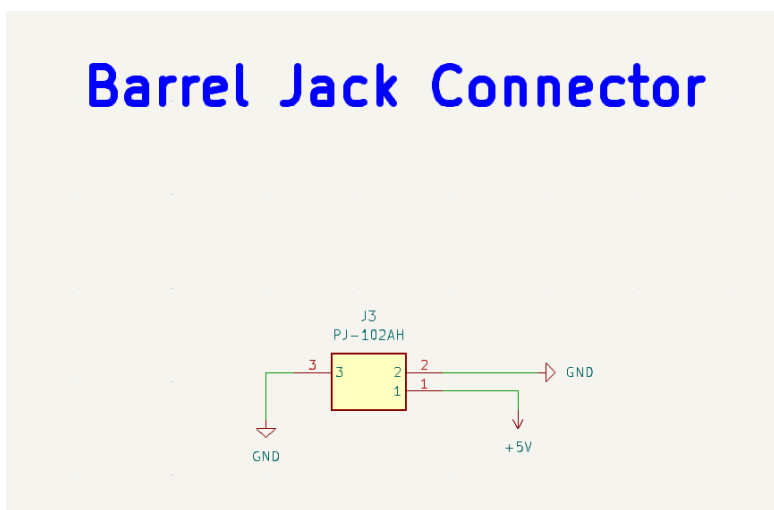 Barrel Jack Connector
J3
PJ-102AH
3 3 2 2 GND
1 1
GND
+5V